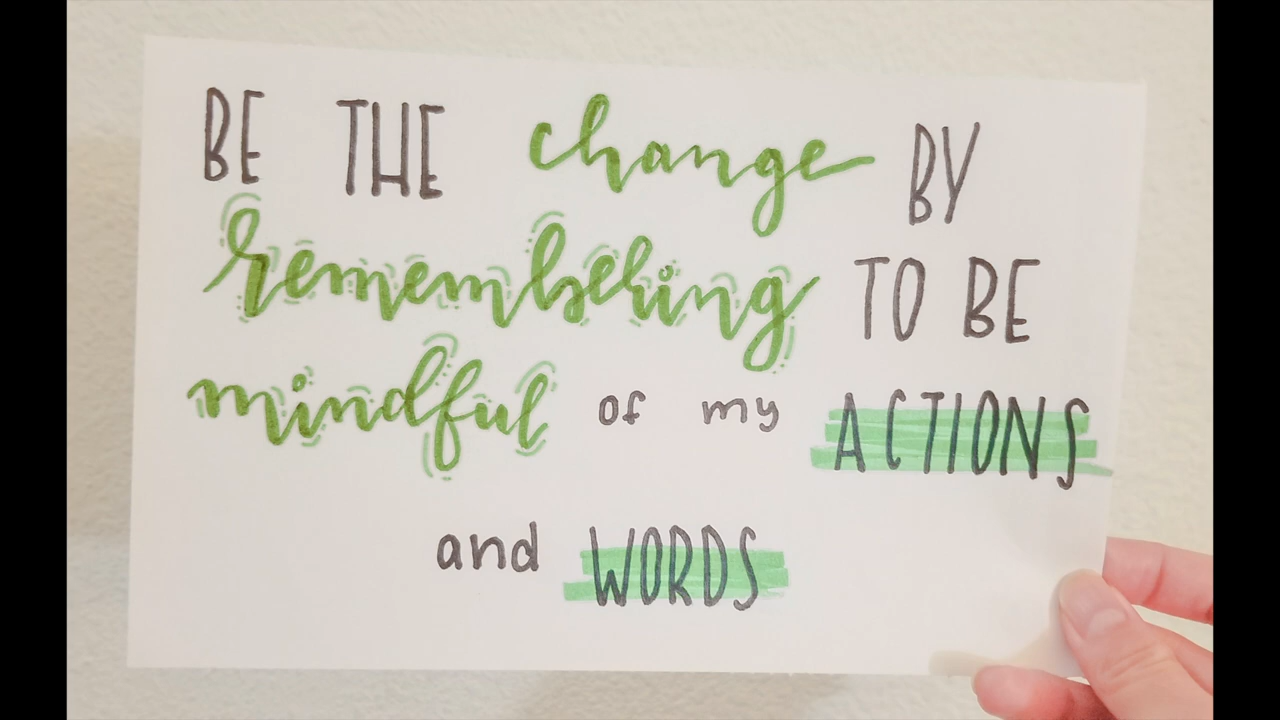 BE THE change BY
remembering TO BE
mindful of my ACTIONS
and WORDS